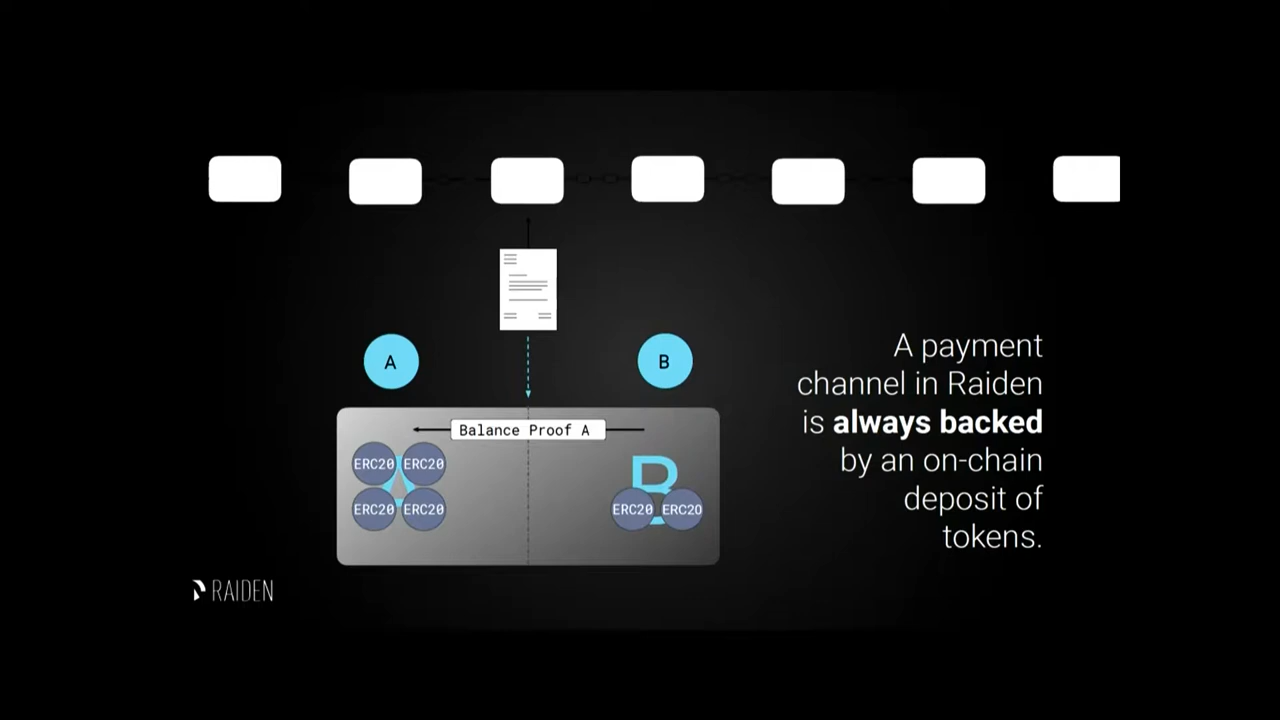 A
B
Balance Proof A
A
B
ERC20 ERC20
ERC20 ERC20
ERC20 ERC20
A payment
channel in Raiden
is always backed
by an on-chain
deposit of
tokens.
RAIDEN